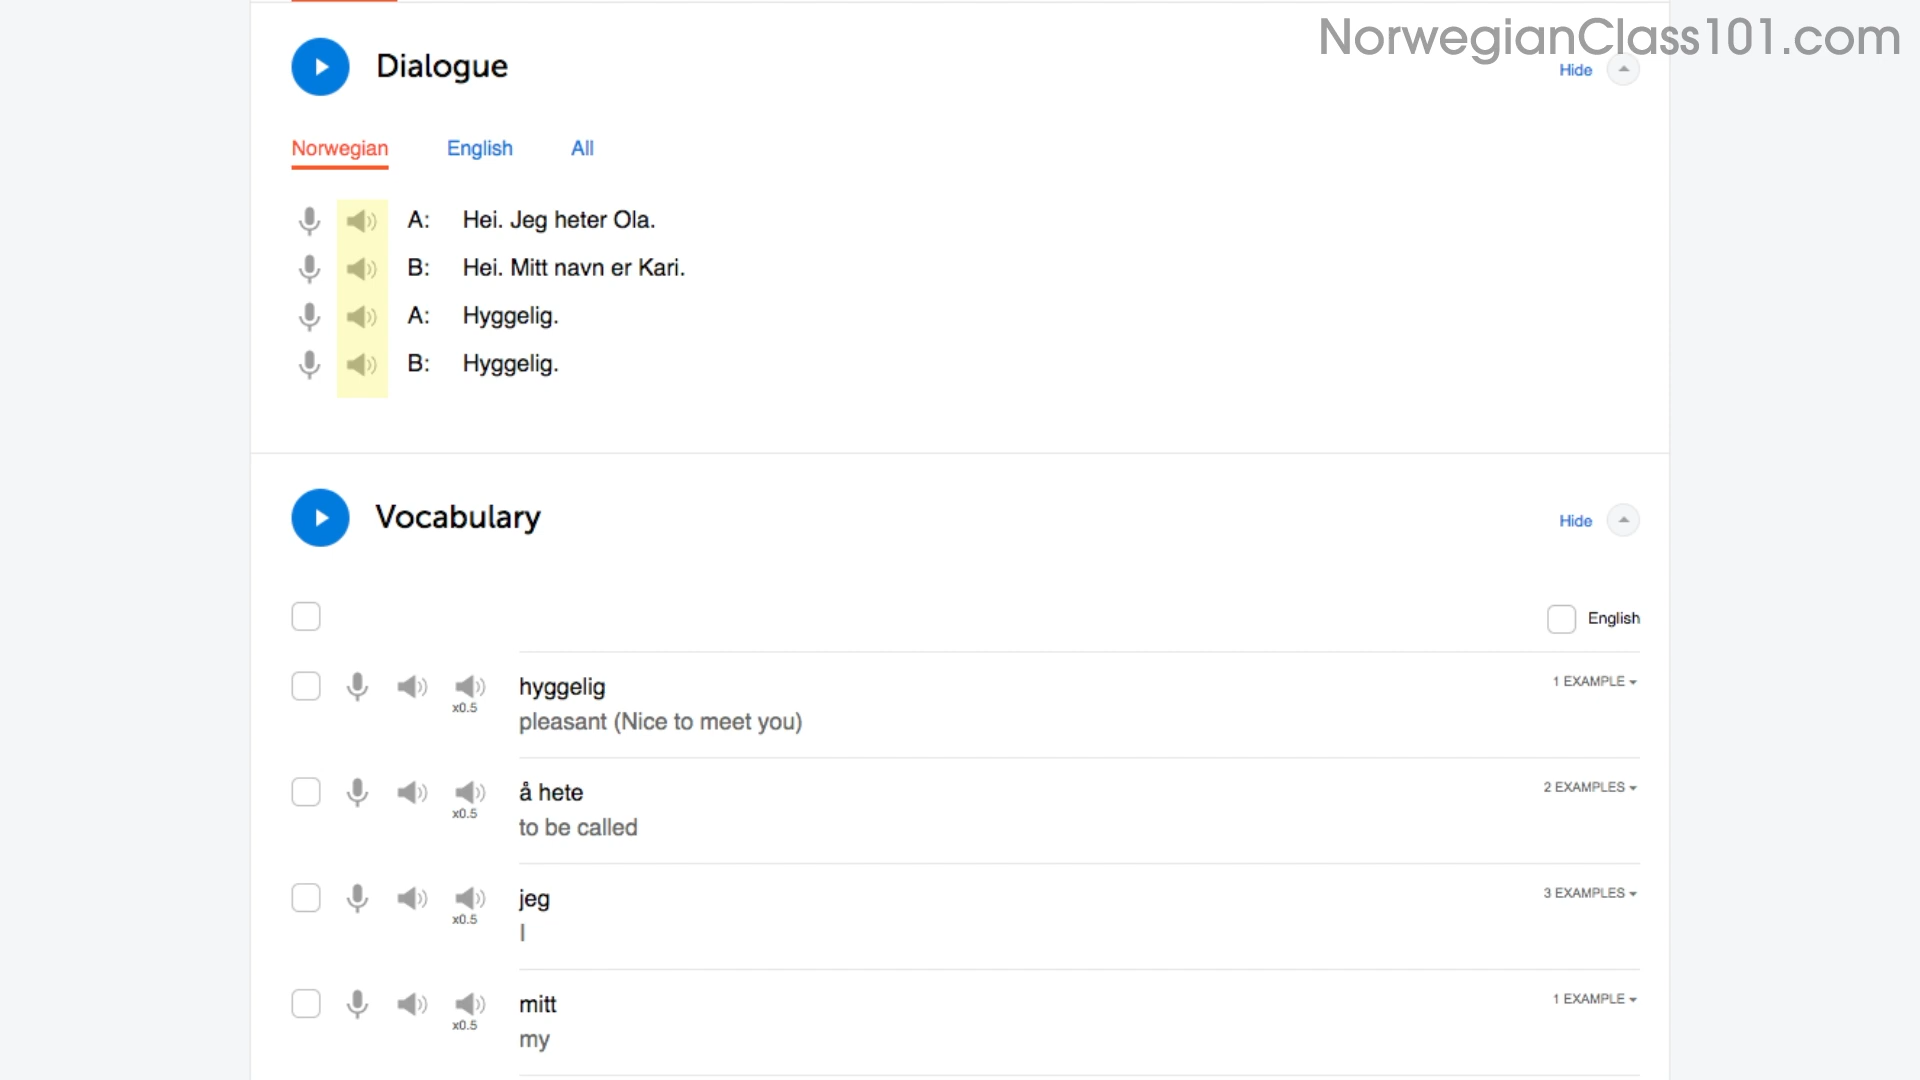 NorwegianClass101.com
Dialogue
Hide
Norwegian English All
A: Hei. Jeg heter Ola.
B: Hei. Mitt navn er Kari.
A: Hyggelig.
B: Hyggelig.
Vocabulary
Hide
English
hyggelig
1 EXAMPLE
pleasant (Nice to meet you)
x0.5
å hete
2 EXAMPLES
to be called
x0.5
jeg
3 EXAMPLES
I
x0.5
mitt
1 EXAMPLE
my
x0.5